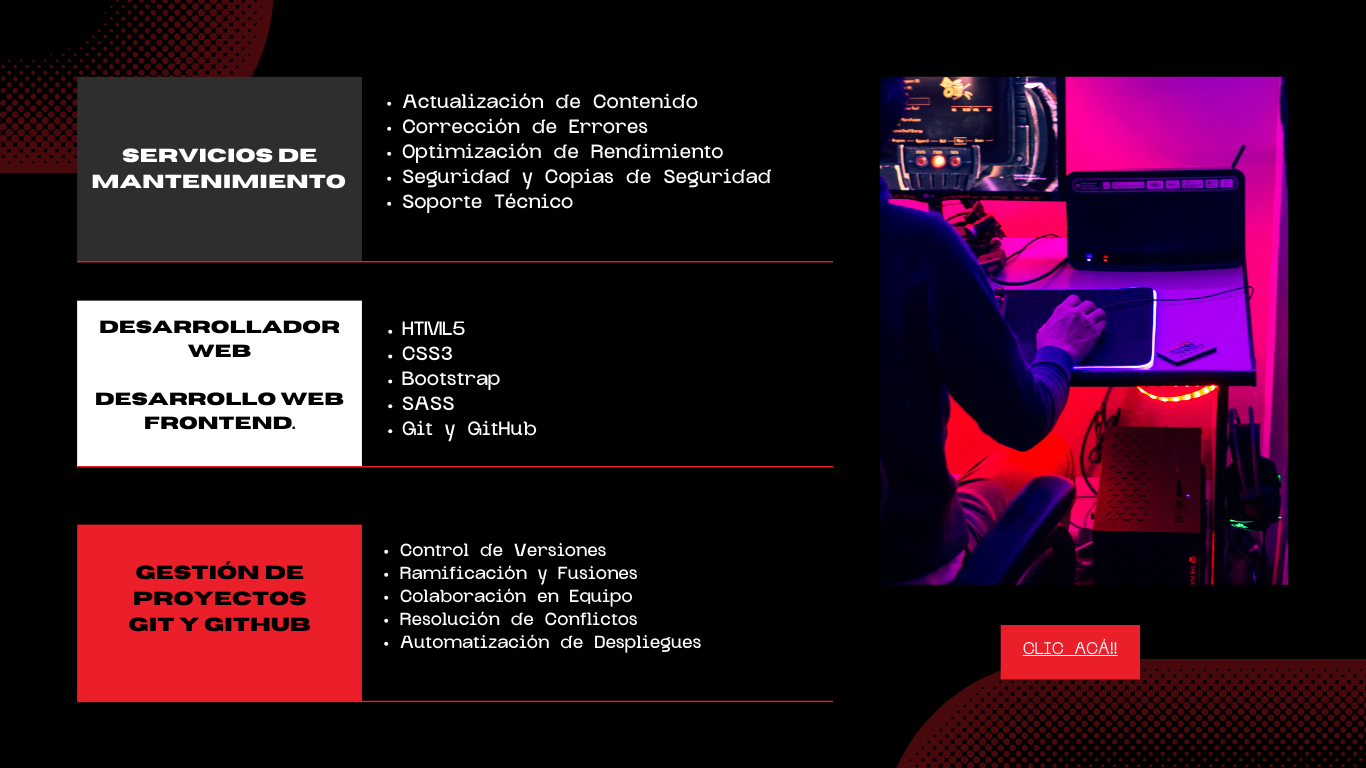 SERVICIOS DE
MANTENIMIENTO
Actualización de Contenido
Corrección de Errores
Optimización de Rendimiento
Seguridad y Copias de Seguridad
Soporte Técnico
DESARROLLADOR
WEB
DESARROLLO WEB
FRONTEND.
HTML5
CSS3
Bootstrap
SASS
Git y GitHub
GESTIÓN DE
PROYECTOS
GIT Y GITHUB
Control de Versiones
Ramificación y Fusiones
Colaboración en Equipo
Resolución de Conflictos
Automatización de Despliegues
CLIC ACÁ!!